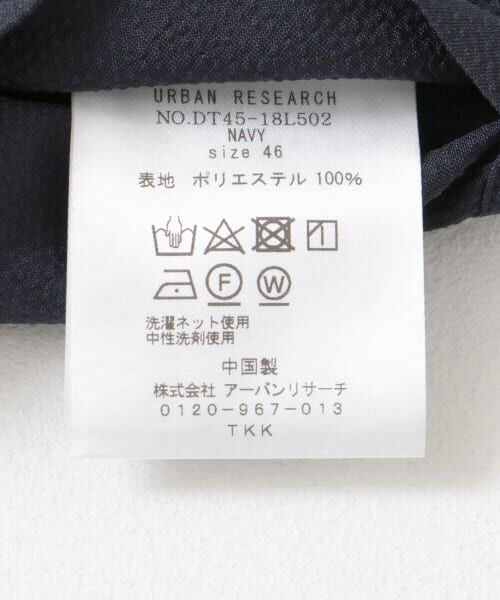 URBAN RESEARCH
NO.DT45-18L502
NAVY
size 46
表地 ポリエステル 100%
F W
洗濯ネット使用
中性洗剤使用
中国製
株式会社 アーバンリサーチ
0120-967-013
TKK